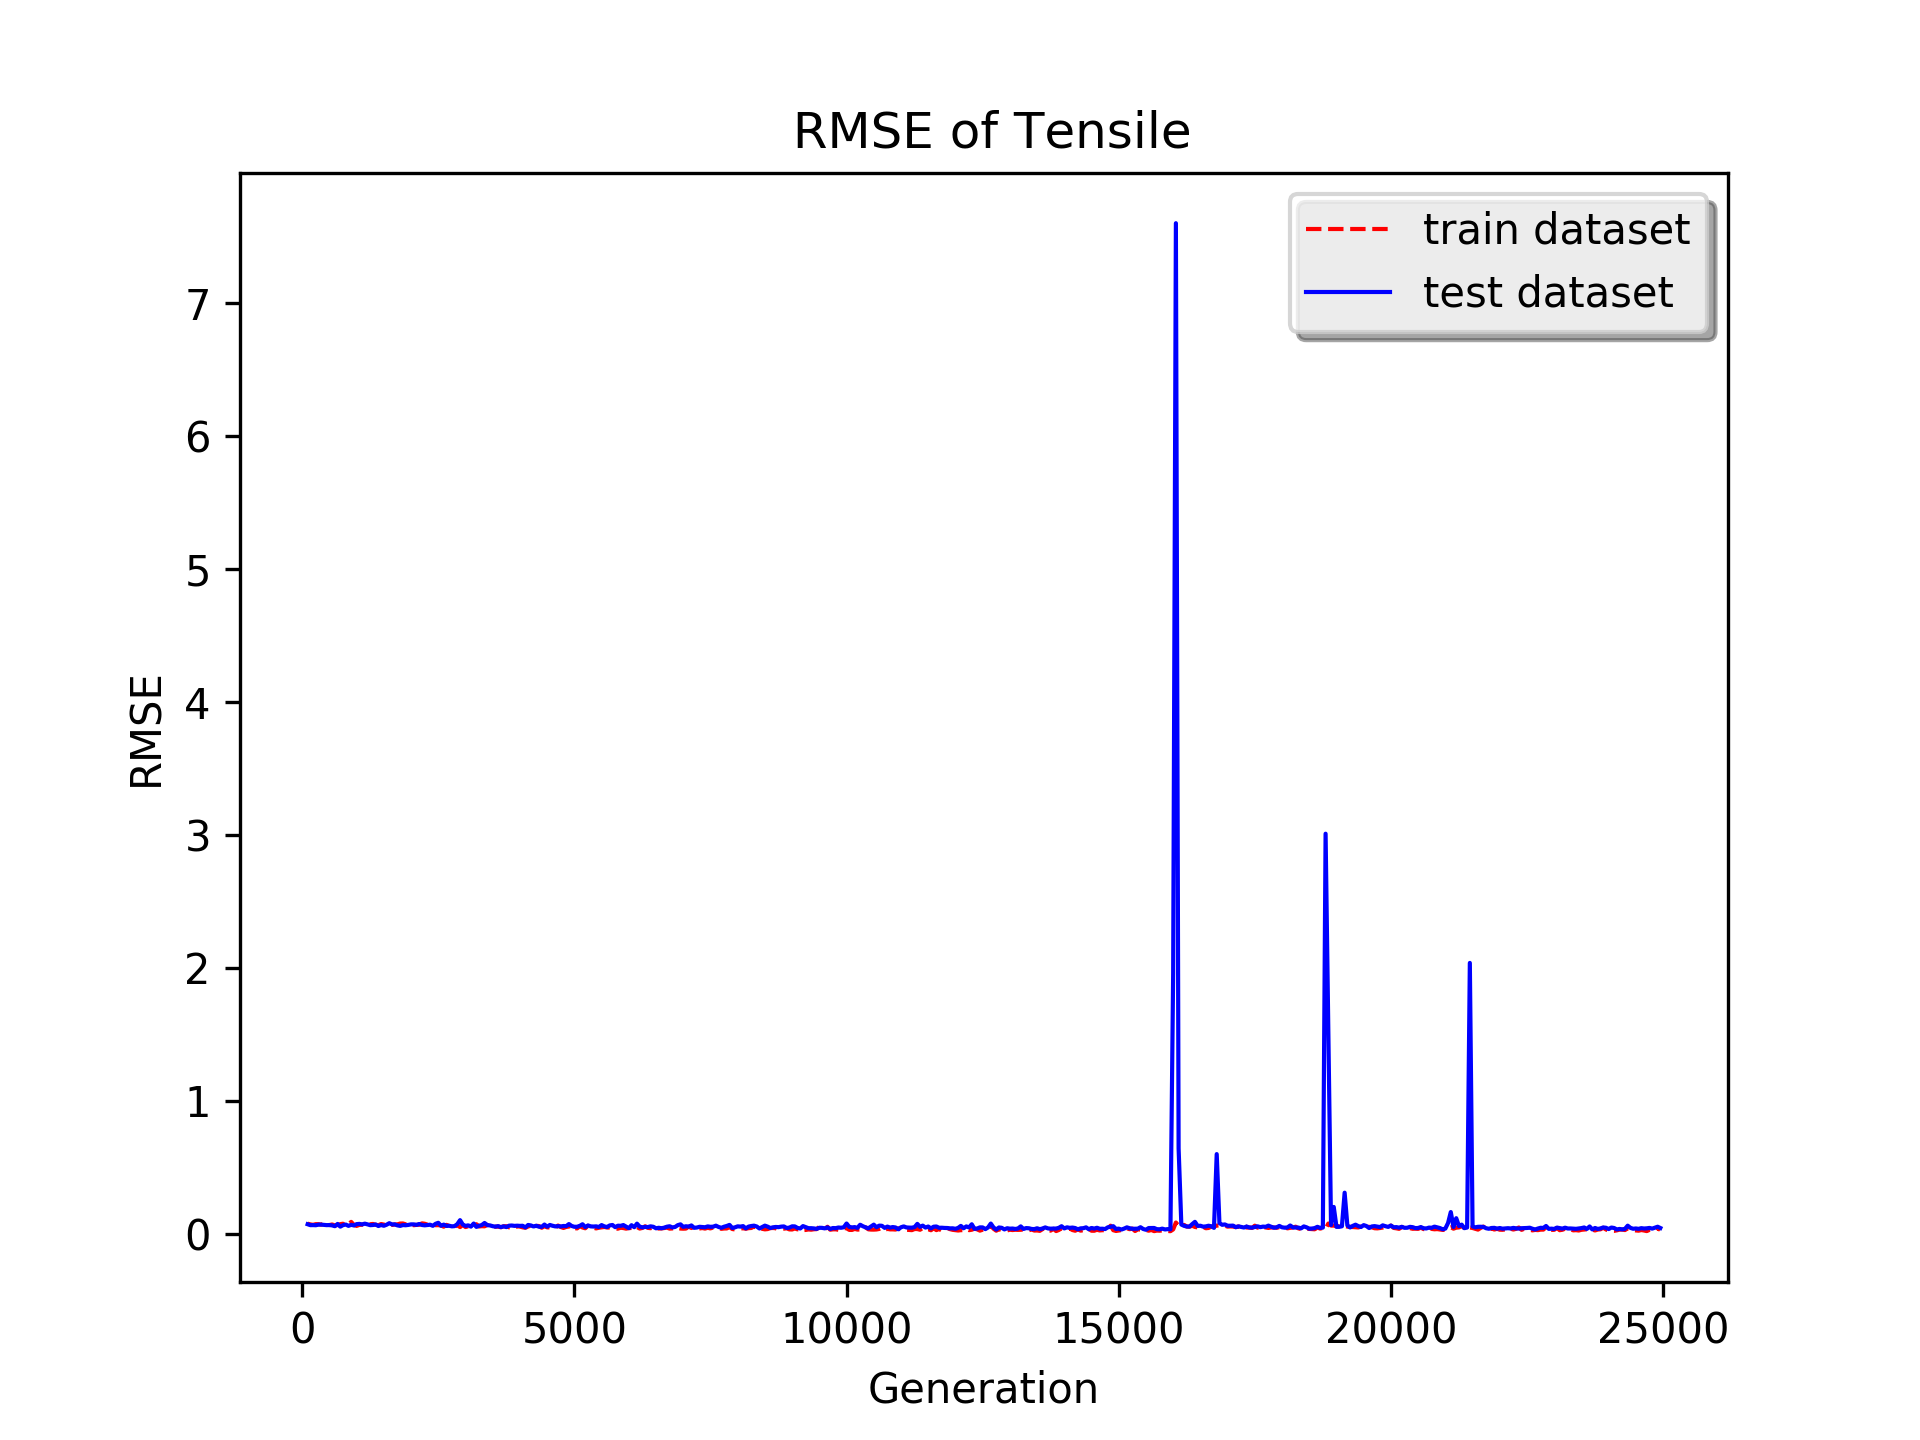 RMSE of Tensile
train dataset
test dataset
7
6
5
4
3
2
1
0
RMSE
0 5000 10000 15000 20000 25000
Generation